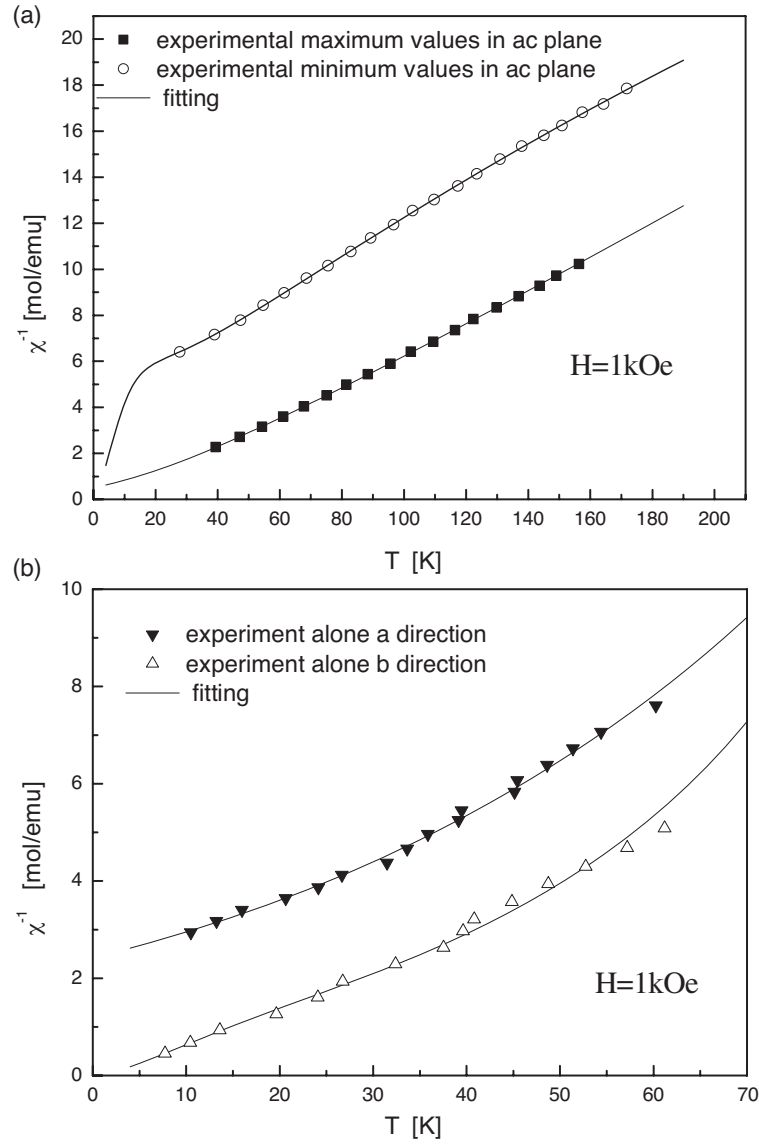 (a)
20
18
16
14
12
10
8
6
4
2
0
χ⁻¹ [mol/emu]
experimental maximum values in ac plane
experimental minimum values in ac plane
fitting
H=1kOe
0 20 40 60 80 100 120 140 160 180 200
T [K]
(b)
10
8
6
4
2
0
χ⁻¹ [mol/emu]
experiment alone a direction
experiment alone b direction
fitting
H=1kOe
0 10 20 30 40 50 60 70
T [K]